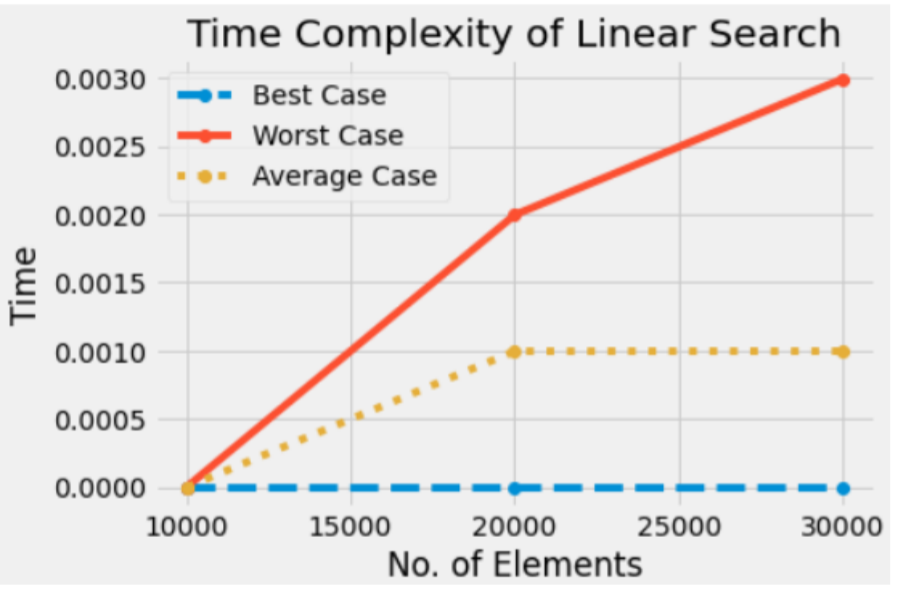 Time Complexity of Linear Search
0.0030
0.0025
0.0020
0.0015
0.0010
0.0005
0.0000
Time
Best Case
Worst Case
Average Case
10000 15000 20000 25000 30000
No. of Elements